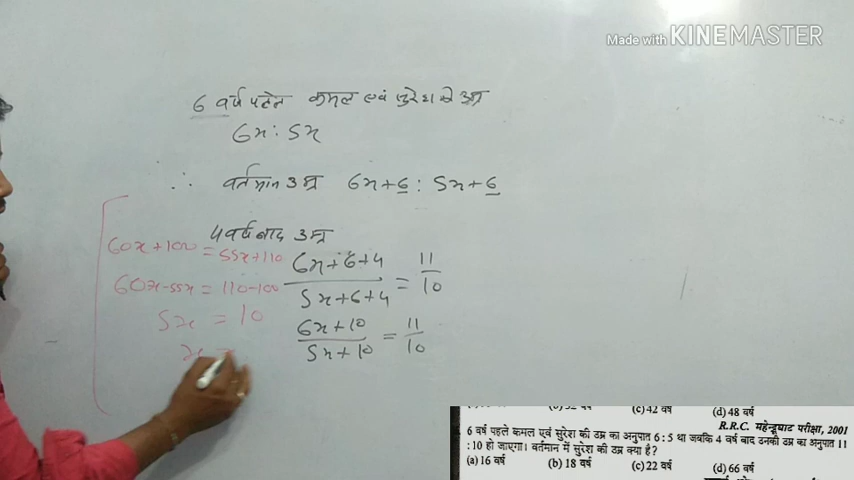 Made with KINEMASTER
6 वर्ष पहले कमल एवं सुरेश के उम्र
6x : 5x
∴ वर्तमान उम्र 6x+6 : 5x+6
4 वर्ष बाद उम्र
6x+6+4 / 5x+6+4 = 11/10
6x+10 / 5x+10 = 11/10
60x+100 = 55x+110
60x-55x = 110-100
5x = 10
x =
(c) 42 वर्ष (d) 48 वर्ष
R.R.C. महेन्द्रूघाट परीक्षा, 2001
6 वर्ष पहले कमल एवं सुरेश की उम्र का अनुपात 6 : 5 था जबकि 4 वर्ष बाद उनकी उम्र का अनुपात 11
: 10 हो जाएगा। वर्तमान में सुरेश की उम्र क्या है?
(a) 16 वर्ष (b) 18 वर्ष (c) 22 वर्ष (d) 66 वर्ष